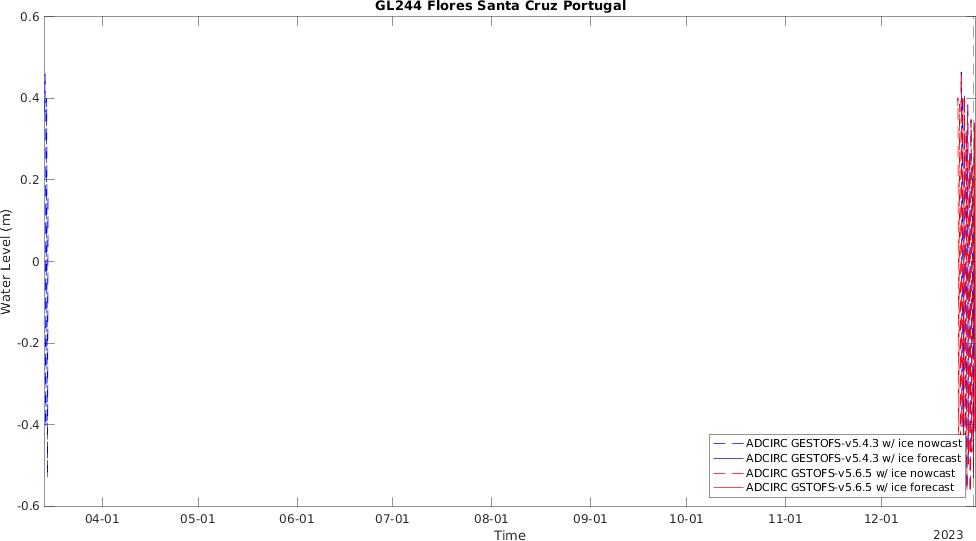 GL244 Flores Santa Cruz Portugal
0.6
0.4
0.2
0
-0.2
-0.4
-0.6
Water Level (m)
ADCIRC GESTOFS-v5.4.3 w/ ice nowcast
ADCIRC GESTOFS-v5.4.3 w/ ice forecast
ADCIRC GSTOFS-v5.6.5 w/ ice nowcast
ADCIRC GSTOFS-v5.6.5 w/ ice forecast
04-01 05-01 06-01 07-01 08-01 09-01 10-01 11-01 12-01
Time
2023